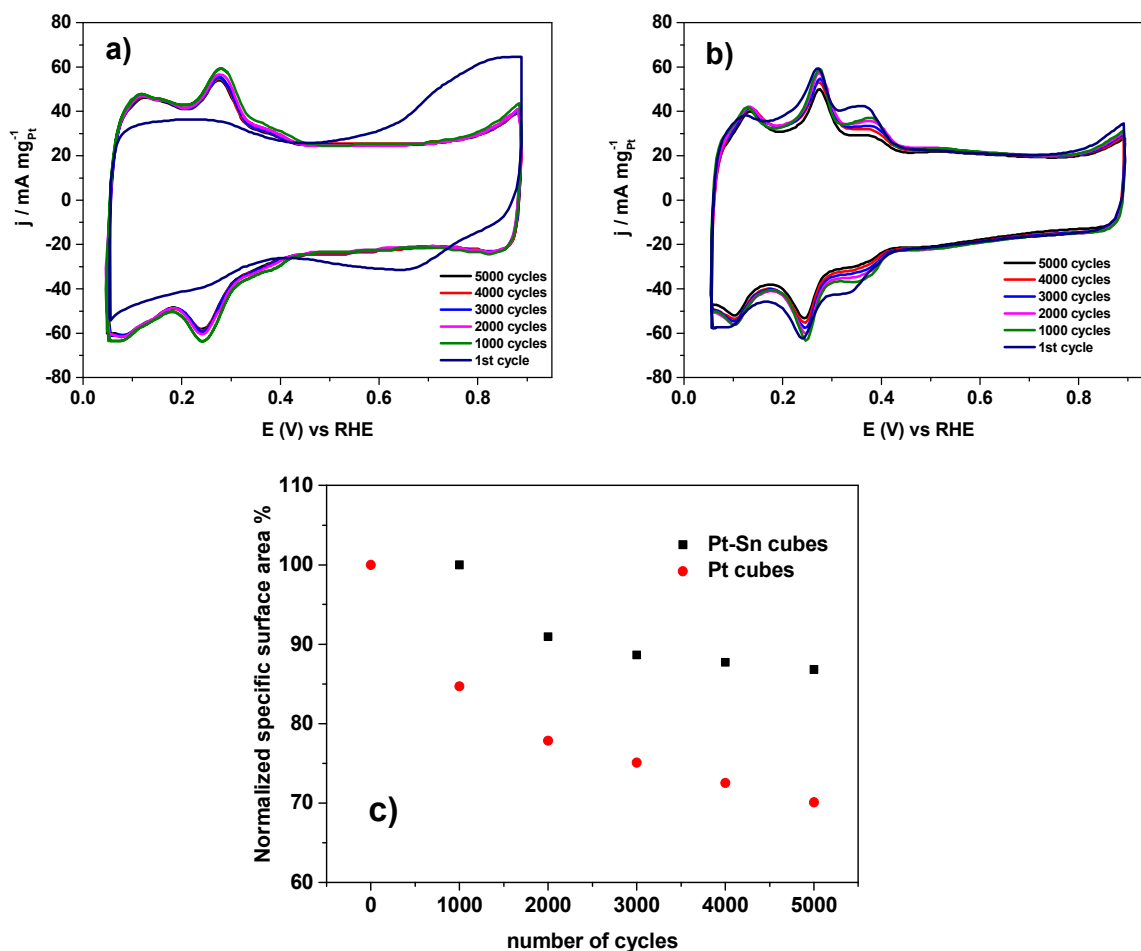 a)
j / mA mg⁻¹Pt
80
60
40
20
0
-20
-40
-60
-80
0.0 0.2 0.4 0.6 0.8
E (V) vs RHE
5000 cycles
4000 cycles
3000 cycles
2000 cycles
1000 cycles
1st cycle
b)
j / mA mg⁻¹Pt
80
60
40
20
0
-20
-40
-60
-80
0.0 0.2 0.4 0.6 0.8
E (V) vs RHE
5000 cycles
4000 cycles
3000 cycles
2000 cycles
1000 cycles
1st cycle
Normalized specific surface area %
110
100
90
80
70
60
Pt-Sn cubes
Pt cubes
c)
0 1000 2000 3000 4000 5000
number of cycles